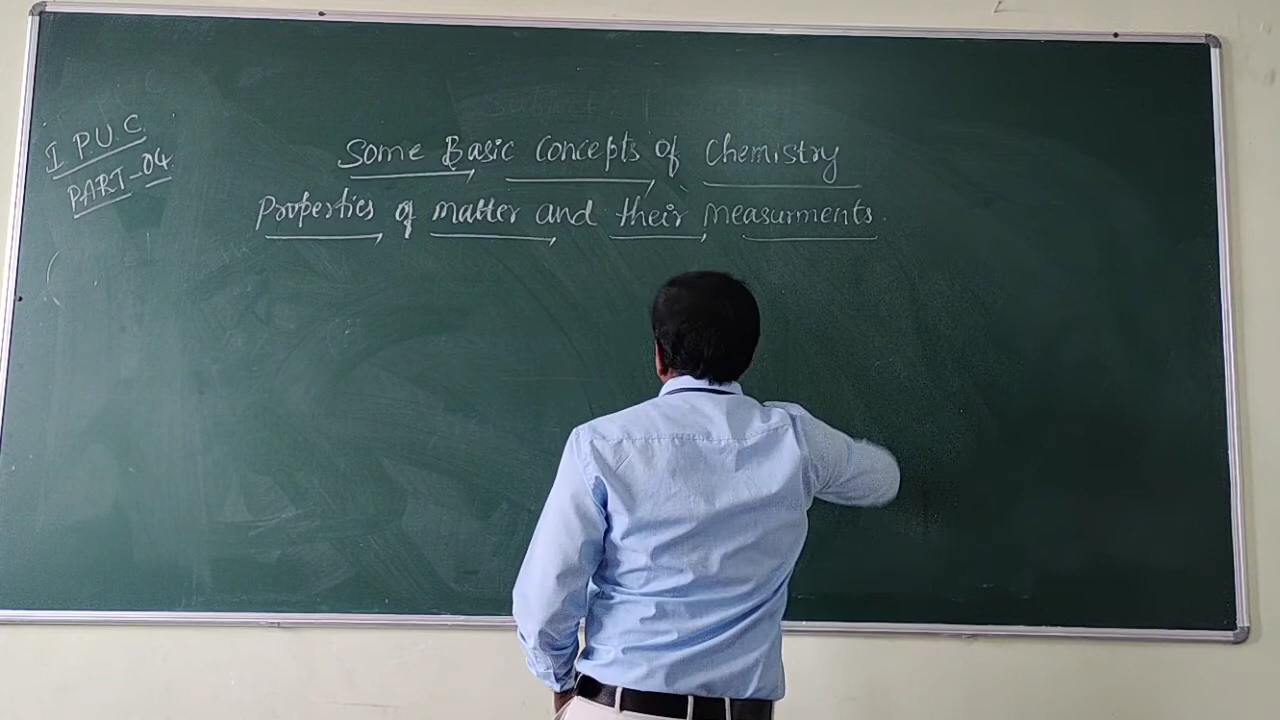 I P.U.C.
PART-04.
Some Basic Concepts of Chemistry
Properties of matter and their measurments.